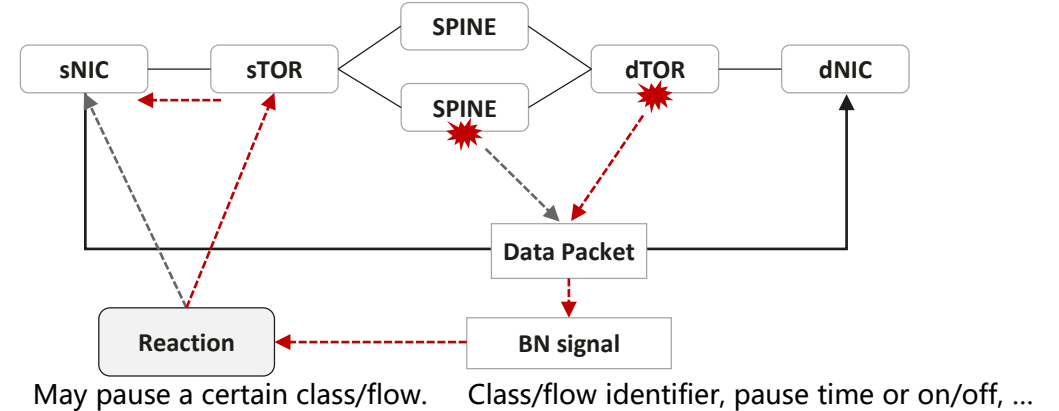 SPINE
sNIC sTOR dTOR dNIC
SPINE
Data Packet
Reaction BN signal
May pause a certain class/flow. Class/flow identifier, pause time or on/off, ...